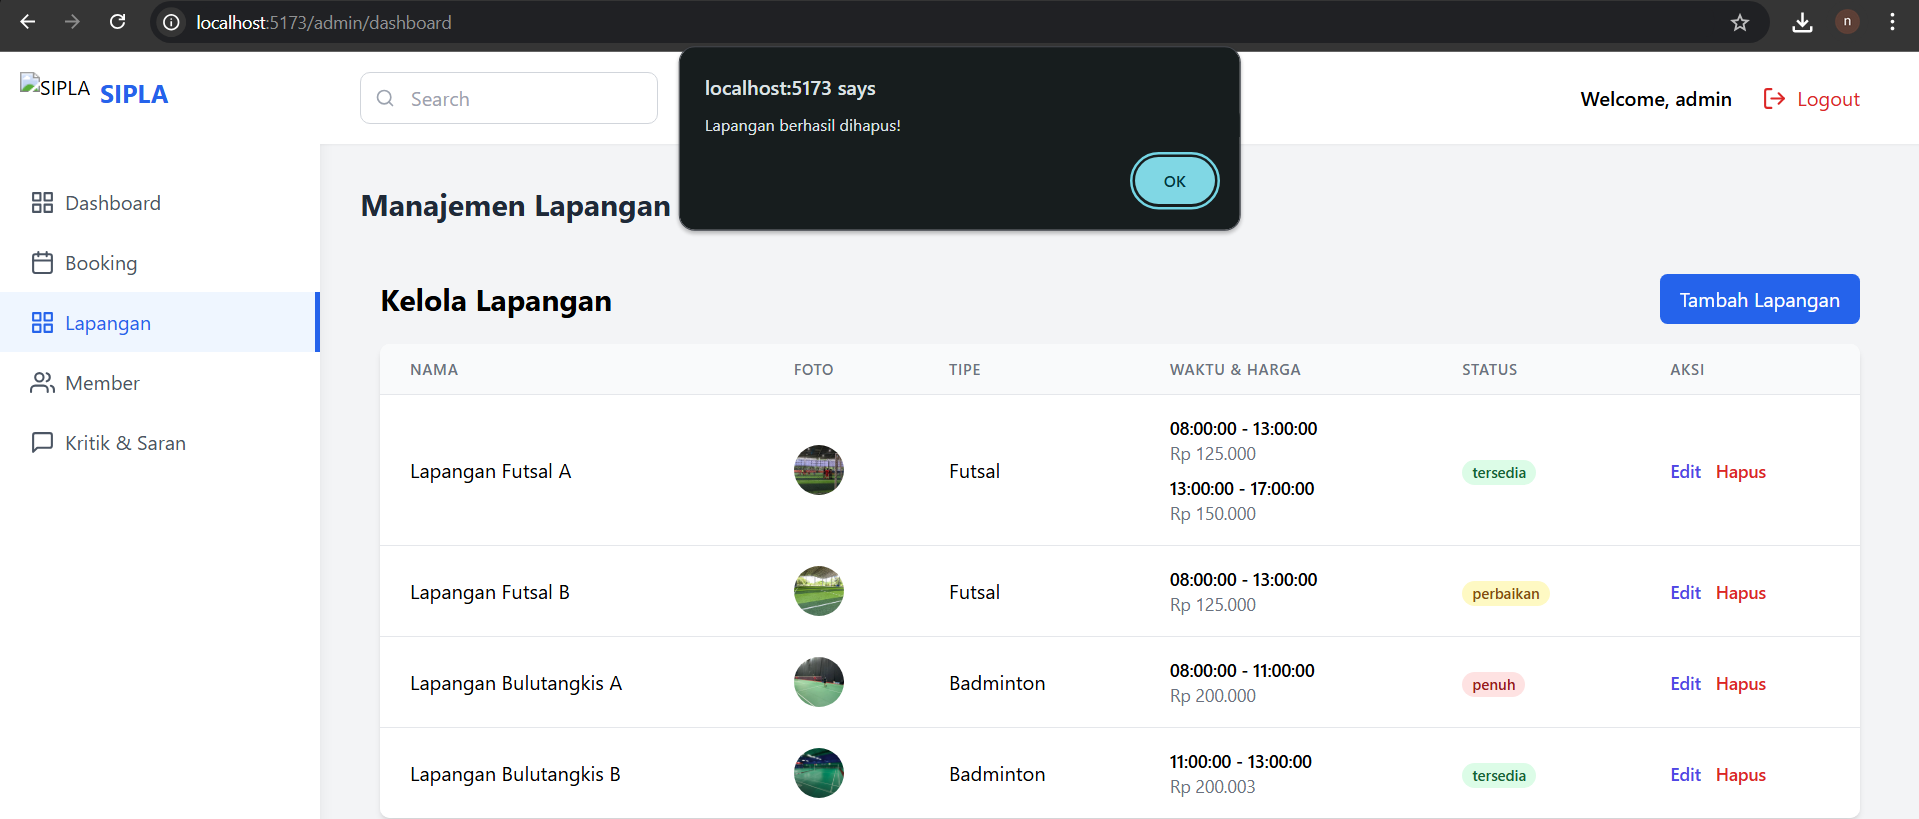 localhost:5173/admin/dashboard
n
SIPLA SIPLA
Search
localhost:5173 says
Lapangan berhasil dihapus!
OK
Welcome, admin
Logout
Dashboard
Booking
Lapangan
Member
Kritik & Saran
Manajemen Lapangan
Kelola Lapangan
Tambah Lapangan
NAMA FOTO TIPE WAKTU & HARGA STATUS AKSI
Lapangan Futsal A Futsal 08:00:00 - 13:00:00
Rp 125.000
13:00:00 - 17:00:00
Rp 150.000
tersedia Edit Hapus
Lapangan Futsal B Futsal 08:00:00 - 13:00:00
Rp 125.000
perbaikan Edit Hapus
Lapangan Bulutangkis A Badminton 08:00:00 - 11:00:00
Rp 200.000
penuh Edit Hapus
Lapangan Bulutangkis B Badminton 11:00:00 - 13:00:00
Rp 200.003
tersedia Edit Hapus